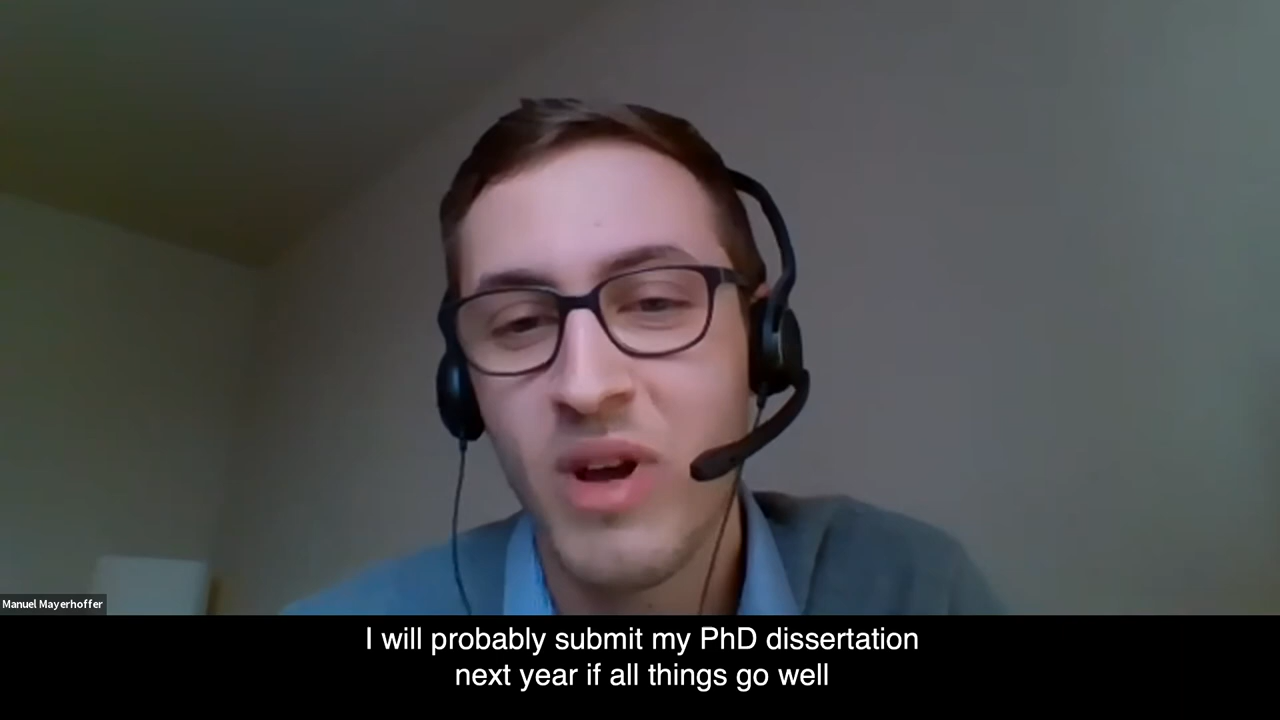 Manuel Mayerhoffer
I will probably submit my PhD dissertation
next year if all things go well